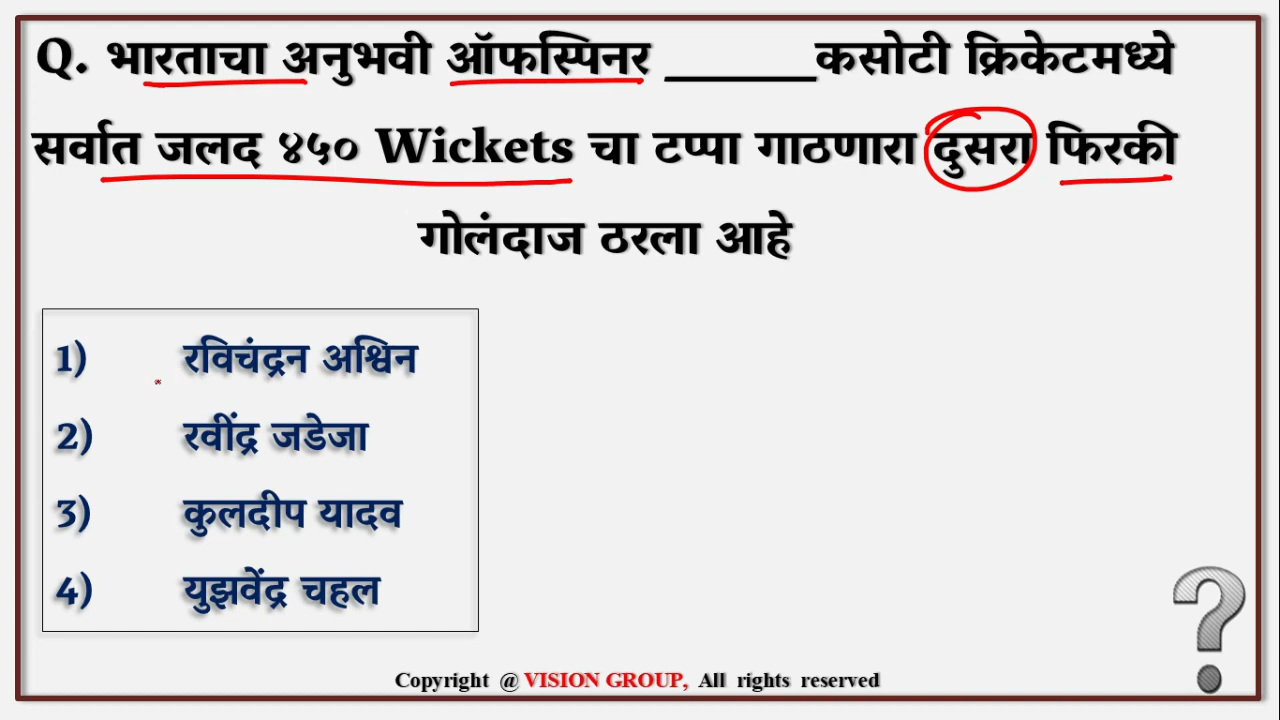 Q. भारताचा अनुभवी ऑफस्पिनर ______कसोटी क्रिकेटमध्ये
सर्वात जलद ४५० Wickets चा टप्पा गाठणारा दुसरा फिरकी
गोलंदाज ठरला आहे
1) रविचंद्रन अश्विन
2) रवींद्र जडेजा
3) कुलदीप यादव
4) युझवेंद्र चहल
Copyright @ VISION GROUP, All rights reserved